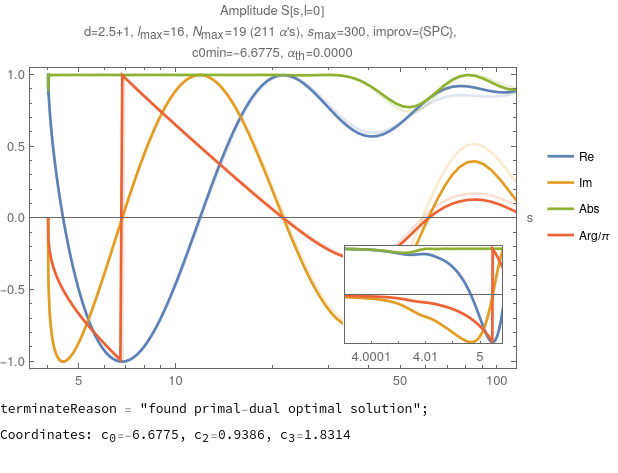 Amplitude S[s,l=0]
d=2.5+1, lmax=16, Nmax=19 (211 α's), smax=300, improv={SPC},
c0min=-6.6775, αth=0.0000
1.0
0.5
0.0
-0.5
-1.0
5
10
50
100
s
4.0001
4.01
5
Re
Im
Abs
Arg/π
terminateReason = "found primal-dual optimal solution";
Coordinates: c0=-6.6775, c2=0.9386, c3=1.8314